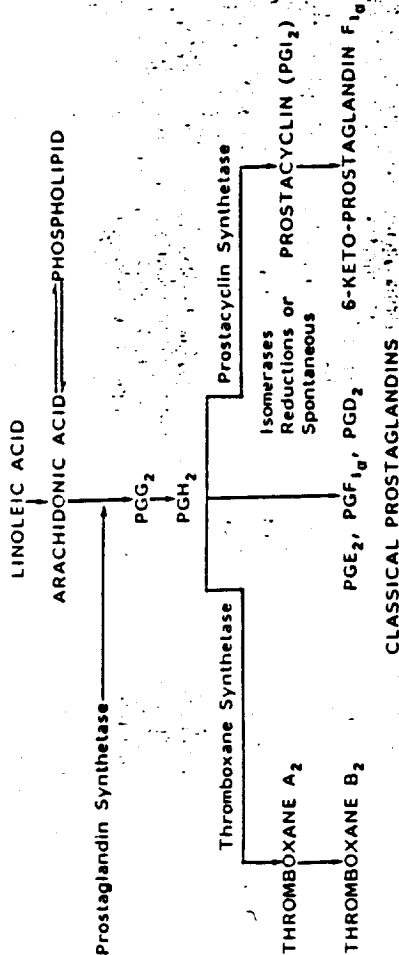 LINOLEIC ACID
ARACHIDONIC ACID
PHOSPHOLIPID
Prostaglandin Synthetase
PGG₂
PGH₂
Thromboxane Synthetase
Prostacyclin Synthetase
Isomerases
Reductions or
Spontaneous
THROMBOXANE A₂
PROSTACYCLIN (PGI₂)
THROMBOXANE B₂
PGE₂, PGF₁α, PGD₂
6-KETO-PROSTAGLANDIN F₁α
CLASSICAL PROSTAGLANDINS